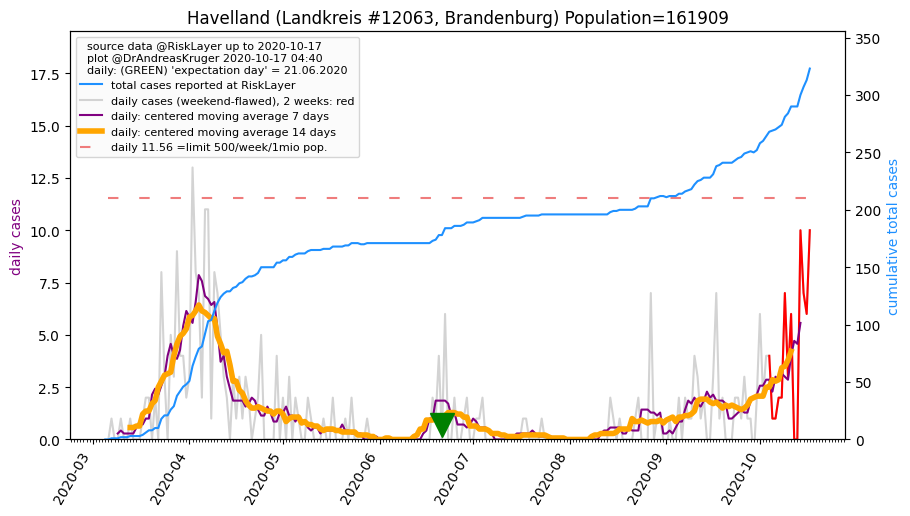 Havelland (Landkreis #12063, Brandenburg) Population=161909
source data @RiskLayer up to 2020-10-17
plot @DrAndreasKruger 2020-10-17 04:40
daily: (GREEN) 'expectation day' = 21.06.2020
total cases reported at RiskLayer
daily cases (weekend-flawed), 2 weeks: red
daily: centered moving average 7 days
daily: centered moving average 14 days
daily 11.56 =limit 500/week/1mio pop.
daily cases
17.5
15.0
12.5
10.0
7.5
5.0
2.5
0.0
cumulative total cases
350
300
250
200
150
100
50
0
2020-03
2020-04
2020-05
2020-06
2020-07
2020-08
2020-09
2020-10